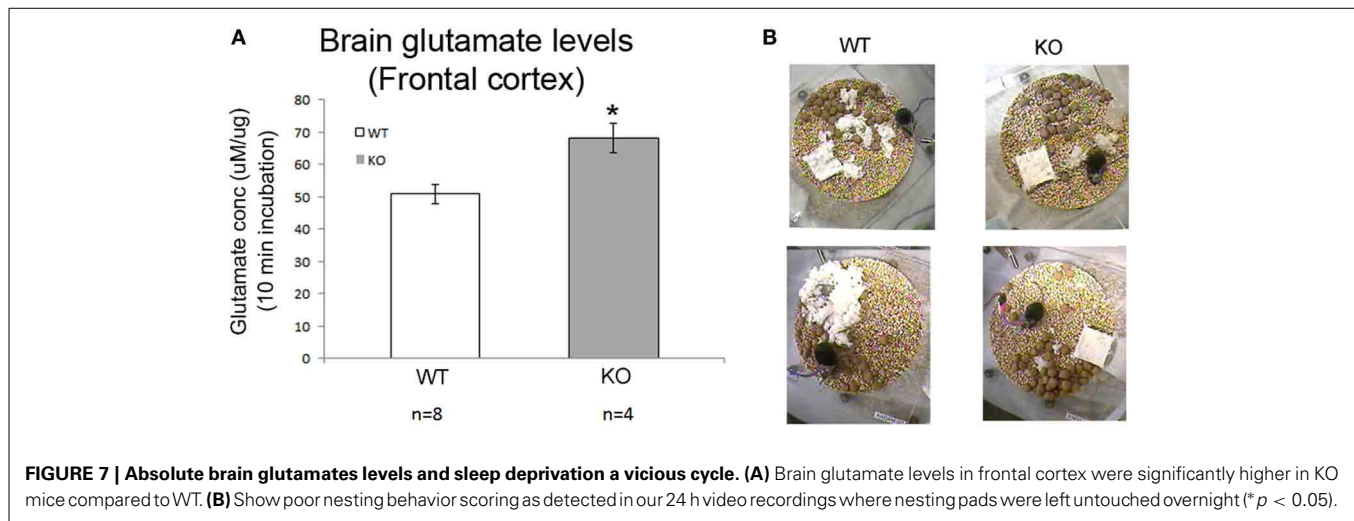 A
Brain glutamate levels
(Frontal cortex)
Glutamate conc (uM/ug)
(10 min incubation)
80
70
60
50
40
30
20
10
0
WT
KO
*
WT
KO
n=8
n=4
B
WT
KO
FIGURE 7 | Absolute brain glutamates levels and sleep deprivation a vicious cycle. (A) Brain glutamate levels in frontal cortex were significantly higher in KO
mice compared to WT. (B) Show poor nesting behavior scoring as detected in our 24 h video recordings where nesting pads were left untouched overnight (*p < 0.05).